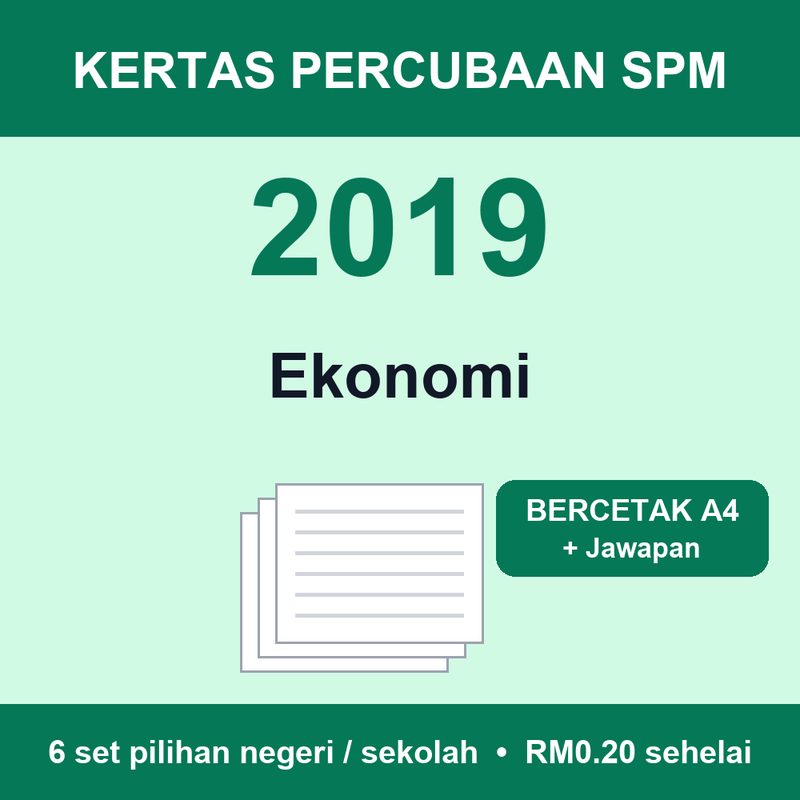 KERTAS PERCUBAAN SPM
2019
Ekonomi
BERCETAK A4
+ Jawapan
6 set pilihan negeri / sekolah • RM0.20 sehelai